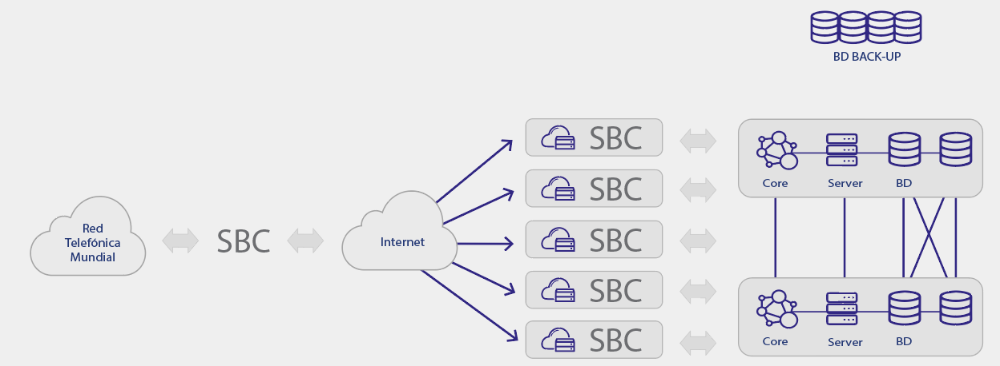 BD BACK-UP
Red
Telefónica
Mundial
SBC
Internet
SBC
SBC
SBC
SBC
SBC
Core Server BD
Core Server BD